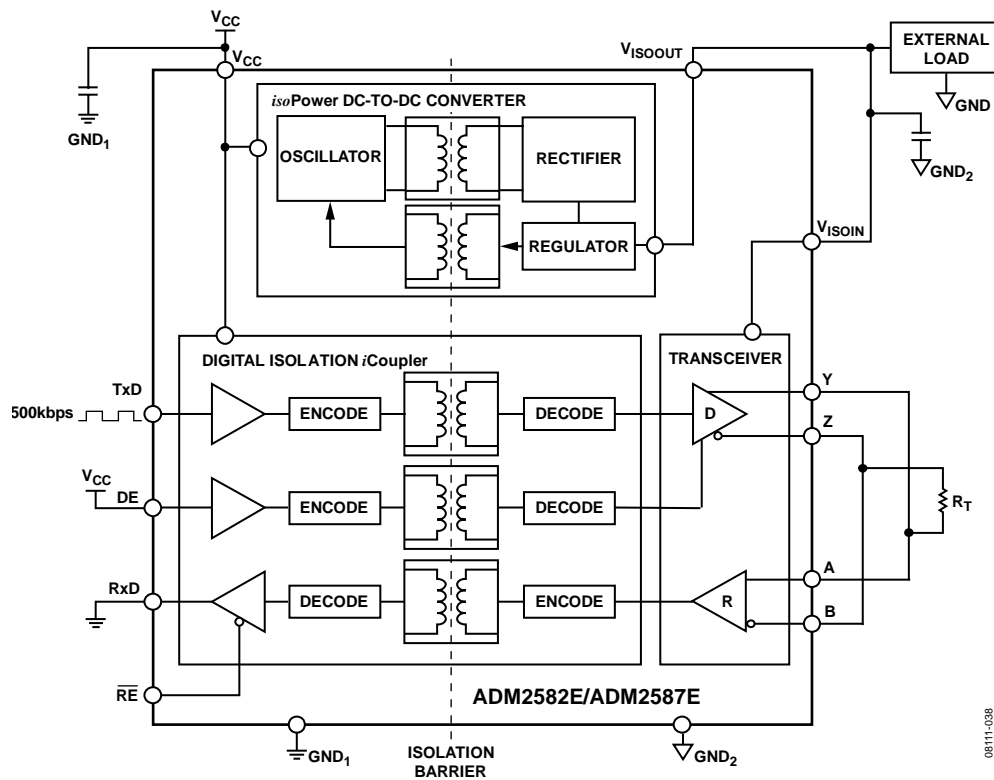 VCC
VCC
VISOOUT
EXTERNAL
LOAD
GND
GND1
isoPower DC-TO-DC CONVERTER
OSCILLATOR
RECTIFIER
REGULATOR
GND2
VISOIN
DIGITAL ISOLATION iCoupler
TRANSCEIVER
TxD
500kbps
ENCODE
DECODE
D
Y
Z
VCC
DE
ENCODE
DECODE
RT
RxD
DECODE
ENCODE
R
A
B
RE
ADM2582E/ADM2587E
GND1
ISOLATION
BARRIER
GND2
08111-038